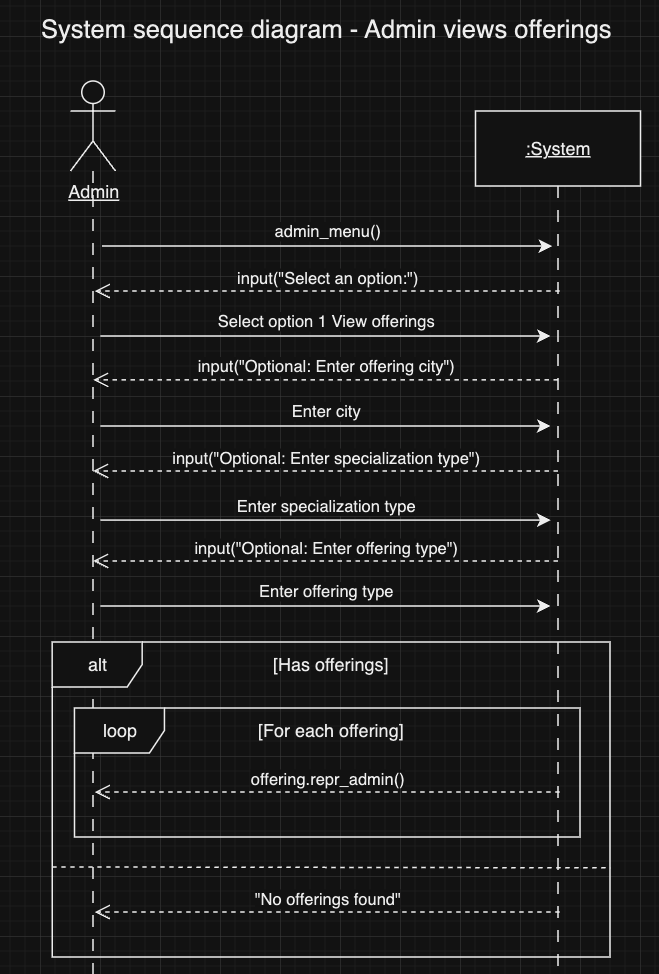 System sequence diagram - Admin views offerings
:System
Admin
admin_menu()
input("Select an option:")
Select option 1 View offerings
input("Optional: Enter offering city")
Enter city
input("Optional: Enter specialization type")
Enter specialization type
input("Optional: Enter offering type")
Enter offering type
alt [Has offerings]
loop [For each offering]
offering.repr_admin()
"No offerings found"